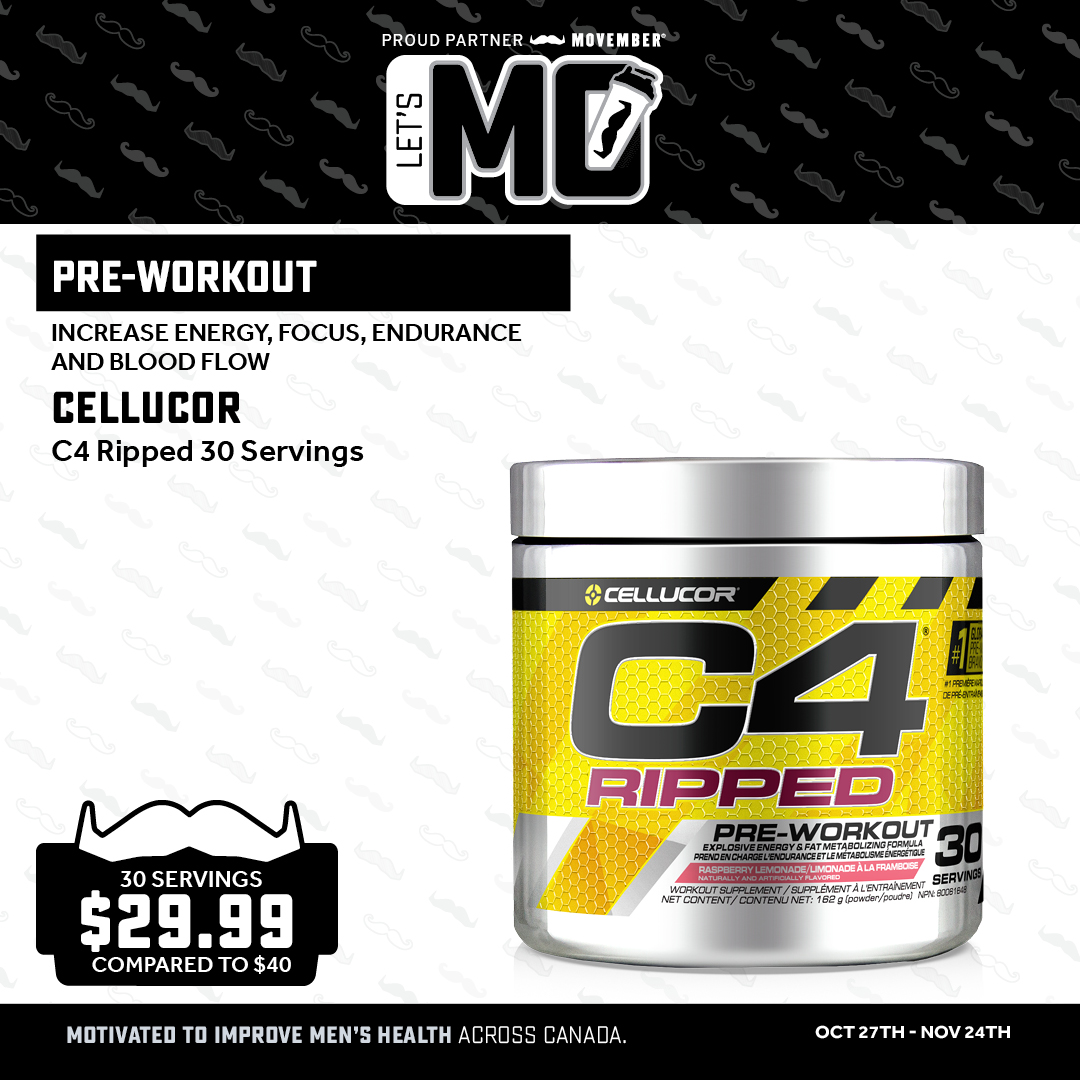 PROUD PARTNER MOVEMBER®
LET'S
MO
PRE-WORKOUT
INCREASE ENERGY, FOCUS, ENDURANCE
AND BLOOD FLOW
CELLUCOR
C4 Ripped 30 Servings
CELLUCOR®
C4®
#1
#1 PREMIÈRE
RIPPED
PRE-WORKOUT
EXPLOSIVE ENERGY & FAT METABOLIZING FORMULA
PREND EN CHARGE L'ENDURANCE ET LE MÉTABOLISME ÉNERGÉTIQUE
RASPBERRY LEMONADE/LIMONADE À LA FRAMBOISE
NATURALLY AND ARTIFICIALLY FLAVORED
WORKOUT SUPPLEMENT / SUPPLÉMENT À L'ENTRAÎNEMENT
NET CONTENT/ CONTENU NET: 162 g (powder/poudre) NPN: 80061648
30
SERVINGS
30 SERVINGS
$29.99
COMPARED TO $40
MOTIVATED TO IMPROVE MEN'S HEALTH ACROSS CANADA.
OCT 27TH - NOV 24TH